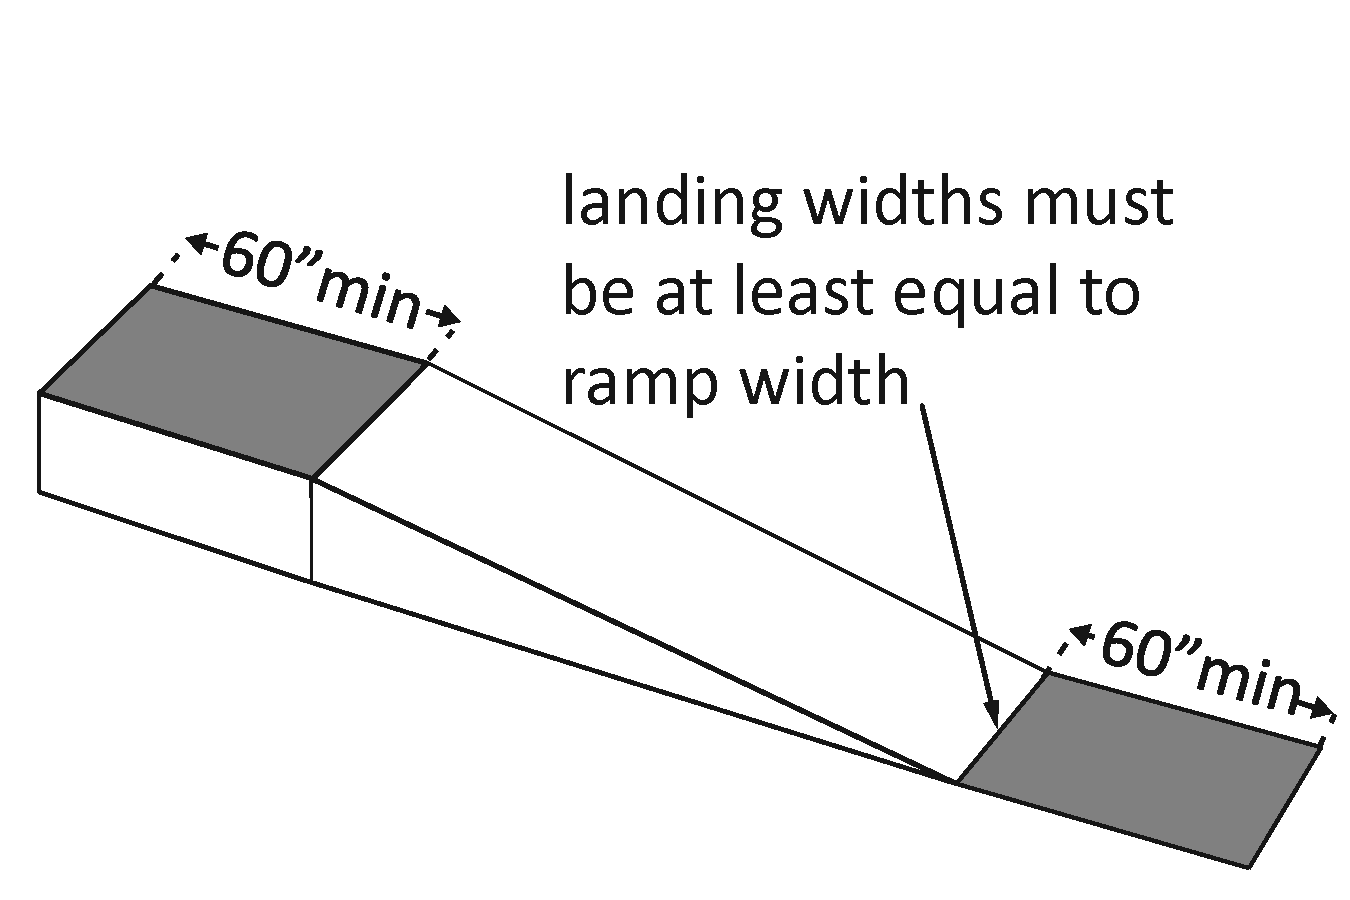 60”min
landing widths must
be at least equal to
ramp width
60”min